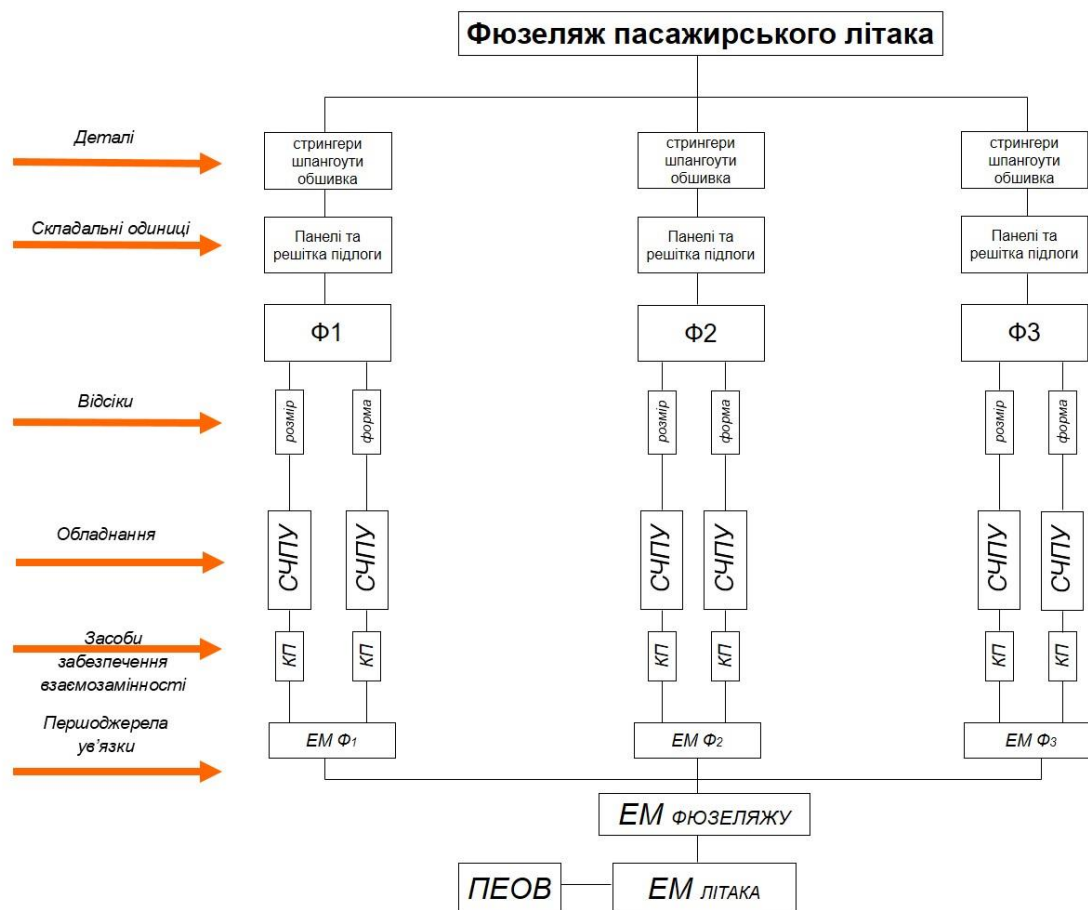 Фюзеляж пасажирського літака
Деталі
стрингери
шпангоути
обшивка
стрингери
шпангоути
обшивка
стрингери
шпангоути
обшивка
Складальні одиниці
Панелі та
решітка підлоги
Панелі та
решітка підлоги
Панелі та
решітка підлоги
Ф1
Ф2
Ф3
Відсіки
розмір
форма
розмір
форма
розмір
форма
Обладнання
СЧПУ
СЧПУ
СЧПУ
СЧПУ
СЧПУ
СЧПУ
Засоби
забезпечення
взаємозамінності
КП
КП
КП
КП
КП
КП
Першоджерела
ув’язки
ЕМ Ф1
ЕМ Ф2
ЕМ Ф3
ЕМ ФЮЗЕЛЯЖУ
ПЕОВ
ЕМ ЛІТАКА